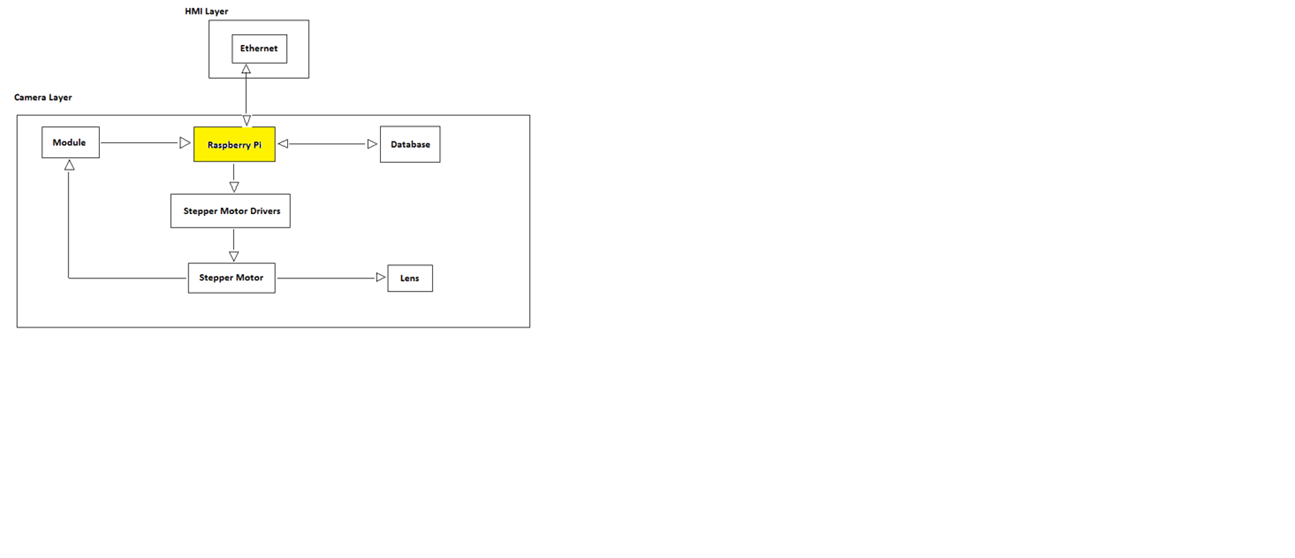 HMI Layer
Ethernet
Camera Layer
Module
Raspberry Pi
Database
Stepper Motor Drivers
Stepper Motor
Lens